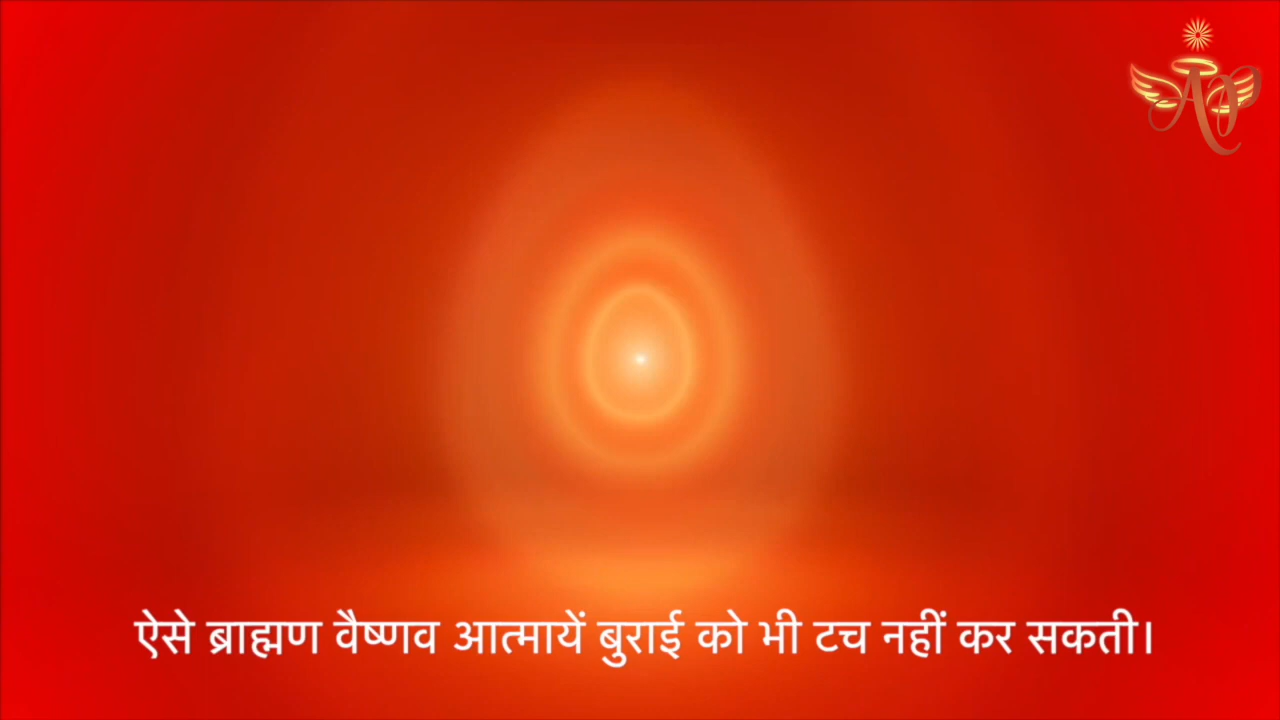 ऐसे ब्राह्मण वैष्णव आत्मायें बुराई को भी टच नहीं कर सकती।